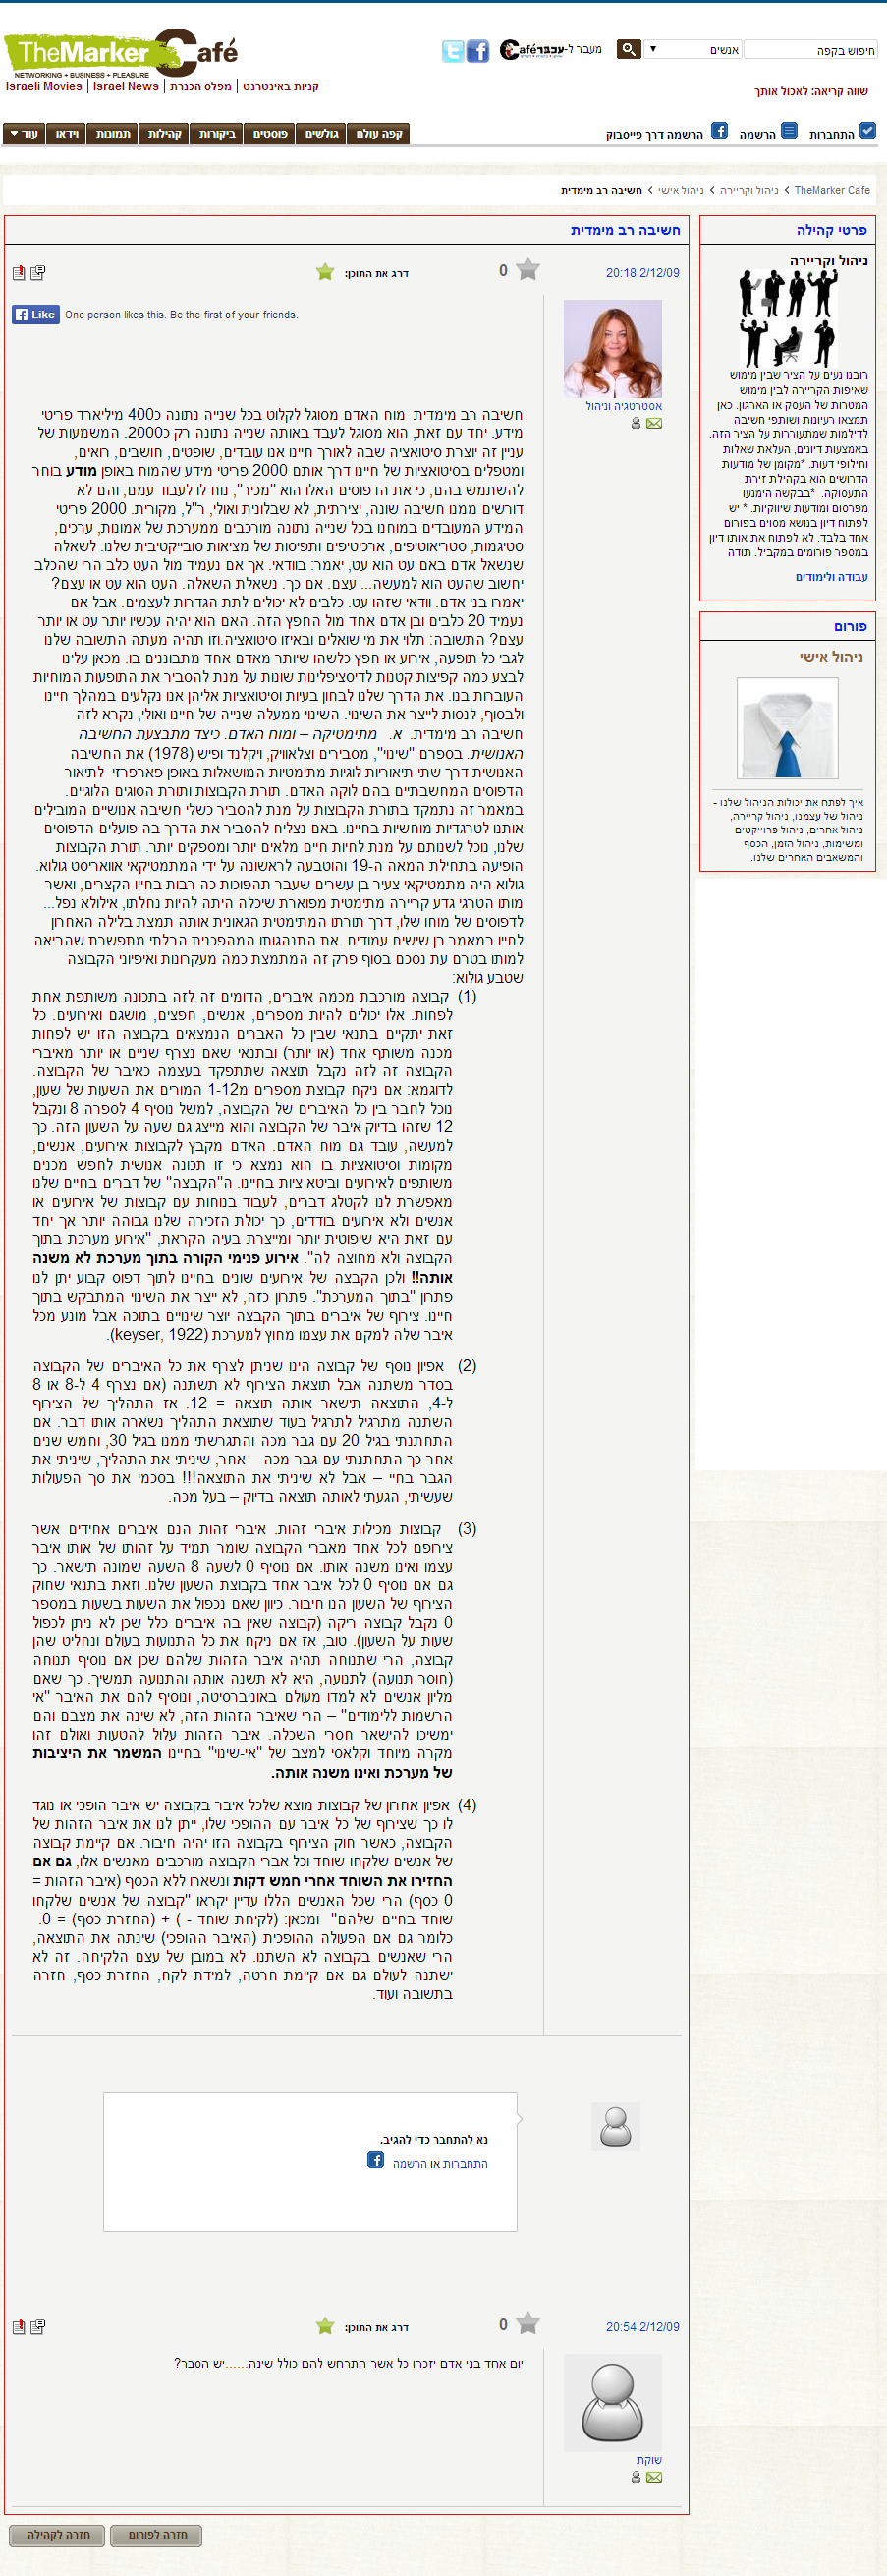 TheMarker Café
NETWORKING • BUSINESS • PLEASURE
Israeli Movies | Israel News | מפלס הכנרת | קניות באינטרנט
מעבר ל-עכברCafé
אנשים
חיפוש בקפה
שווה קריאה: לאכול אותך
התחברות
הרשמה
הרשמה דרך פייסבוק
קפה עולם
גולשים
פוסטים
ביקורות
קהילות
תמונות
וידאו
עוד
TheMarker Cafe > ניהול וקריירה > ניהול אישי > חשיבה רב מימדית
פרטי קהילה
ניהול וקריירה
רובנו נעים על הציר שבין מימוש
שאיפות הקריירה לבין מימוש
המטרות של העסק או הארגון. כאן
תמצאו רעיונות ושותפי חשיבה
לדילמות שמתעוררות על הציר הזה.
באמצעות דיונים, העלאת שאלות
וחילופי דעות. *מקומן של מודעות
הדרושים הוא בקהילת זירת
התעסוקה. *בבקשה הימנעו
מפרסום ומודעות שיווקיות. * יש
לפתוח דיון בנושא מסוים בפורום
אחד בלבד. לא לפתוח את אותו דיון
במספר פורומים במקביל. תודה
עבודה ולימודים
פורום
ניהול אישי
איך לפתח את יכולות הניהול שלנו -
ניהול של עצמנו, ניהול קריירה,
ניהול אחרים, ניהול פרוייקטים
ומשימות, ניהול הזמן, הכסף
והמשאבים האחרים שלנו.
חשיבה רב מימדית
2/12/09 20:18
0
דרג את התוכן:
אסטרטגיה וניהול
Like One person likes this. Be the first of your friends.
חשיבה רב מימדית מוח האדם מסוגל לקלוט בכל שנייה נתונה כ400 מיליארד פריטי
מידע. יחד עם זאת, הוא מסוגל לעבד באותה שנייה נתונה רק כ2000. המשמעות של
עניין זה יוצרת סיטואציה שבה לאורך חיינו אנו עובדים, שופטים, חושבים, רואים,
ומטפלים בסיטואציות של חיינו דרך אותם 2000 פריטי מידע שהמוח באופן מודע בוחר
להשתמש בהם, כי את הדפוסים האלו הוא "מכיר", נוח לו לעבוד עמם, והם לא
דורשים ממנו חשיבה שונה, יצירתית, לא שבלונית ואולי, ר"ל, מקורית. 2000 פריטי
המידע המעובדים במוחנו בכל שנייה נתונה מורכבים ממערכת של אמונות, ערכים,
סטיגמות, סטריאוטיפים, ארכיטיפים ותפיסות של מציאות סובייקטיבית שלנו. לשאלה
שנשאל אדם באם עט הוא עט, יאמר: בוודאי. אך אם נעמיד מול העט כלב הרי שהכלב
יחשוב שהעט הוא למעשה... עצם. אם כך. נשאלת השאלה. העט הוא עט או עצם?
יאמרו בני אדם. וודאי שזהו עט. כלבים לא יכולים לתת הגדרות לעצמים. אבל אם
נעמיד 20 כלבים ובן אדם אחד מול החפץ הזה. האם הוא יהיה עכשיו יותר עט או יותר
עצם? התשובה: תלוי את מי שואלים ובאיזו סיטואציה.וזו תהיה מעתה התשובה שלנו
לגבי כל תופעה, אירוע או חפץ כלשהו שיותר מאדם אחד מתבוננים בו. מכאן עלינו
לבצע כמה קפיצות קטנות לדיסציפלינות שונות על מנת להסביר את התופעות המוחיות
העוברות בנו. את הדרך שלנו לבחון בעיות וסיטואציות אליהן אנו נקלעים במהלך חיינו
ולבסוף, לנסות לייצר את השינוי. השינוי ממעלה שנייה של חיינו ואולי, נקרא לזה
חשיבה רב מימדית. א. מתימטיקה – ומוח האדם. כיצד מתבצעת החשיבה
האנושית. בספרם "שינוי", מסבירים וצלאוויק, ויקלנד ופיש (1978) את החשיבה
האנושית דרך שתי תיאוריות לוגיות מתימטיות המושאלות באופן פארפרזי לתיאור
הדפוסים המחשבתיים בהם לוקה האדם. תורת הקבוצות ותורת הסוגים הלוגיים.
במאמר זה נתמקד בתורת הקבוצות על מנת להסביר כשלי חשיבה אנושיים המובילים
אותנו לטרגדיות מוחשיות בחיינו. באם נצליח להסביר את הדרך בה פועלים הדפוסים
שלנו, נוכל לשנותם על מנת לחיות חיים מלאים יותר ומספקים יותר. תורת הקבוצות
הופיעה בתחילת המאה ה-19 והוטבעה לראשונה על ידי המתמטיקאי אווריסט גולוא.
גולוא היה מתמטיקאי צעיר בן עשרים שעבר תהפוכות כה רבות בחייו הקצרים, ואשר
מותו הטרגי גדע קריירה מתימטית מפוארת שיכלה היתה להיות נחלתו, אילולא נפל...
לדפוסים של מוחו שלו, דרך תורתו המתימטית הגאונית אותה תמצת בלילה האחרון
לחייו במאמר בן שישים עמודים. את התנהגותו המהפכנית הבלתי מתפשרת שהביאה
למותו בטרם עת נסכם בסוף פרק זה המתמצת כמה מעקרונות ואיפיוני הקבוצה
שטבע גולוא:
(1) קבוצה מורכבת מכמה איברים, הדומים זה לזה בתכונה משותפת אחת
לפחות. אלו יכולים להיות מספרים, אנשים, חפצים, מושגם ואירועים. כל
זאת יתקיים בתנאי שבין כל האברים הנמצאים בקבוצה הזו יש לפחות
מכנה משותף אחד (או יותר) ובתנאי שאם נצרף שניים או יותר מאיברי
הקבוצה זה לזה נקבל תוצאה שתתפקד בעצמה כאיבר של הקבוצה.
לדוגמא: אם ניקח קבוצת מספרים מ1-12 המורים את השעות של שעון,
נוכל לחבר בין כל האיברים של הקבוצה, למשל נוסיף 4 לספרה 8 ונקבל
12 שזהו בדיוק איבר של הקבוצה והוא מייצג גם שעה על השעון הזה. כך
למעשה, עובד גם מוח האדם. האדם מקבץ לקבוצות אירועים, אנשים,
מקומות וסיטואציות בו הוא נמצא כי זו תכונה אנושית לחפש מכנים
משותפים לאירועים וביטא ציות בחיינו. ה"הקבצה" של דברים בחיים שלנו
מאפשרת לנו לקטלג דברים, לעבוד בנוחות עם קבוצות של אירועים או
אנשים ולא אירועים בודדים, כך יכולת הזכירה שלנו גבוהה יותר אך יחד
עם זאת היא שיפוטית יותר ומייצרת בעיה הקראת, "אירוע מערכת בתוך
הקבוצה ולא מחוצה לה". אירוע פנימי הקורה בתוך מערכת לא משנה
אותה!! ולכן הקבצה של אירועים שונים בחיינו לתוך דפוס קבוע יתן לנו
פתרון "בתוך המערכת". פתרון כזה, לא ייצר את השינוי המתבקש בתוך
חיינו. צירוף של איברים בתוך הקבצה יוצר שינויים בתוכה אבל מונע מכל
איבר שלה למקם את עצמו מחוץ למערכת (keyser, 1922).
(2) אפיון נוסף של קבוצה הינו שניתן לצרף את כל האיברים של הקבוצה
בסדר משתנה אבל תוצאת הצירוף לא תשתנה (אם נצרף 4 ל-8 או 8
ל-4, התוצאה תישאר אותה תוצאה = 12. אז התהליך של הצירוף
השתנה מתרגיל לתרגיל בעוד שתוצאת התהליך נשארה אותו דבר. אם
התחתנתי בגיל 20 עם גבר מכה והתגרשתי ממנו בגיל 30, וחמש שנים
אחר כך התחתנתי עם גבר מכה – אחר, שיניתי את התהליך, שיניתי את
הגבר בחיי – אבל לא שיניתי את התוצאה!!! בסכמי את סך הפעולות
שעשיתי, הגעתי לאותה תוצאה בדיוק – בעל מכה.
(3) קבוצות מכילות איברי זהות. איברי זהות הנם איברים אחידים אשר
צירופם לכל אחד מאברי הקבוצה שומר תמיד על זהותו של אותו איבר
עצמו ואינו משנה אותו. אם נוסיף 0 לשעה 8 השעה שמונה תישאר. כך
גם אם נוסיף 0 לכל איבר אחד בקבוצת השעון שלנו. וזאת בתנאי שחוק
הצירוף של השעון הנו חיבור. כיוון שאם נכפול את השעות בשעות במספר
0 נקבל קבוצה ריקה (קבוצה שאין בה איברים כלל שכן לא ניתן לכפול
שעות על השעון). טוב, אז אם ניקח את כל התנועות בעולם ונחליט שהן
קבוצה, הרי שתנוחה תהיה איבר הזהות שלהם שכן אם נוסיף תנוחה
(חוסר תנועה) לתנועה, היא לא תשנה אותה והתנועה תמשיך. כך שאם
מליון אנשים לא למדו מעולם באוניברסיטה, ונוסיף להם את האיבר "אי
הרשמות ללימודים" – הרי שאיבר הזהות הזה, לא שינה את מצבם והם
ימשיכו להישאר חסרי השכלה. איבר הזהות עלול להטעות ואולם זהו
מקרה מיוחד וקלאסי למצב של "אי-שינוי" בחיינו המשמר את היציבות
של מערכת ואינו משנה אותה.
(4) אפיון אחרון של קבוצות מוצא שלכל איבר בקבוצה יש איבר הופכי או נוגד
לו כך שצירוף של כל איבר עם ההופכי שלו, ייתן לנו את איבר הזהות של
הקבוצה, כאשר חוק הצירוף בקבוצה הזו יהיה חיבור. אם קיימת קבוצה
של אנשים שלקחו שוחד וכל אברי הקבוצה מורכבים מאנשים אלו, גם אם
החזירו את השוחד אחרי חמש דקות ונשארו ללא הכסף (איבר הזהות =
0 כסף) הרי שכל האנשים הללו עדיין יקראו "קבוצה של אנשים שלקחו
שוחד בחיים שלהם" ומכאן: (לקיחת שוחד - ) + (החזרת כסף) = 0.
כלומר גם אם הפעולה ההופכית (האיבר ההופכי) שינתה את התוצאה,
הרי שאנשים בקבוצה לא השתנו. לא במובן של עצם הלקיחה. זה לא
ישתנה לעולם גם אם קיימת חרטה, למידת לקח, החזרת כסף, חזרה
בתשובה ועוד.
נא להתחבר כדי להגיב.
התחברות או הרשמה
2/12/09 20:54
0
דרג את התוכן:
שוקת
יום אחד בני אדם יזכרו כל אשר התרחש להם כולל שינה......יש הסבר?
חזרה לפורום
חזרה לקהילה